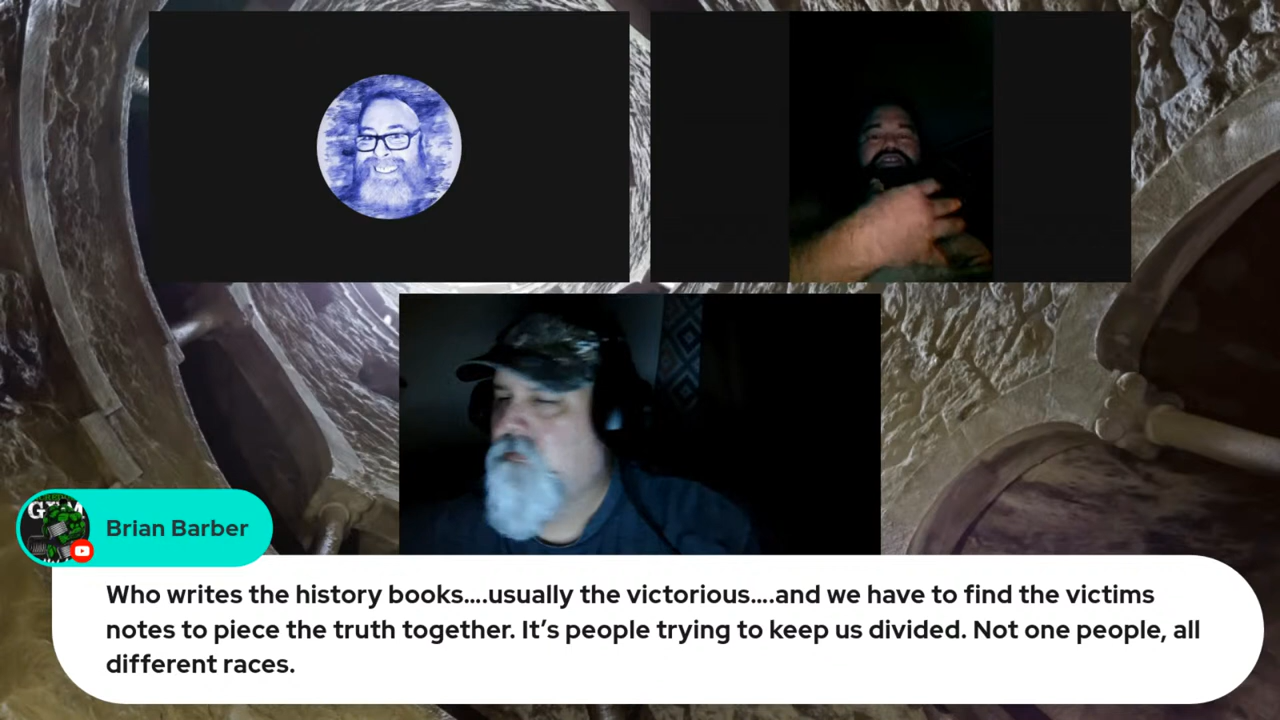 Brian Barber
Who writes the history books....usually the victorious....and we have to find the victims
notes to piece the truth together. It’s people trying to keep us divided. Not one people, all
different races.